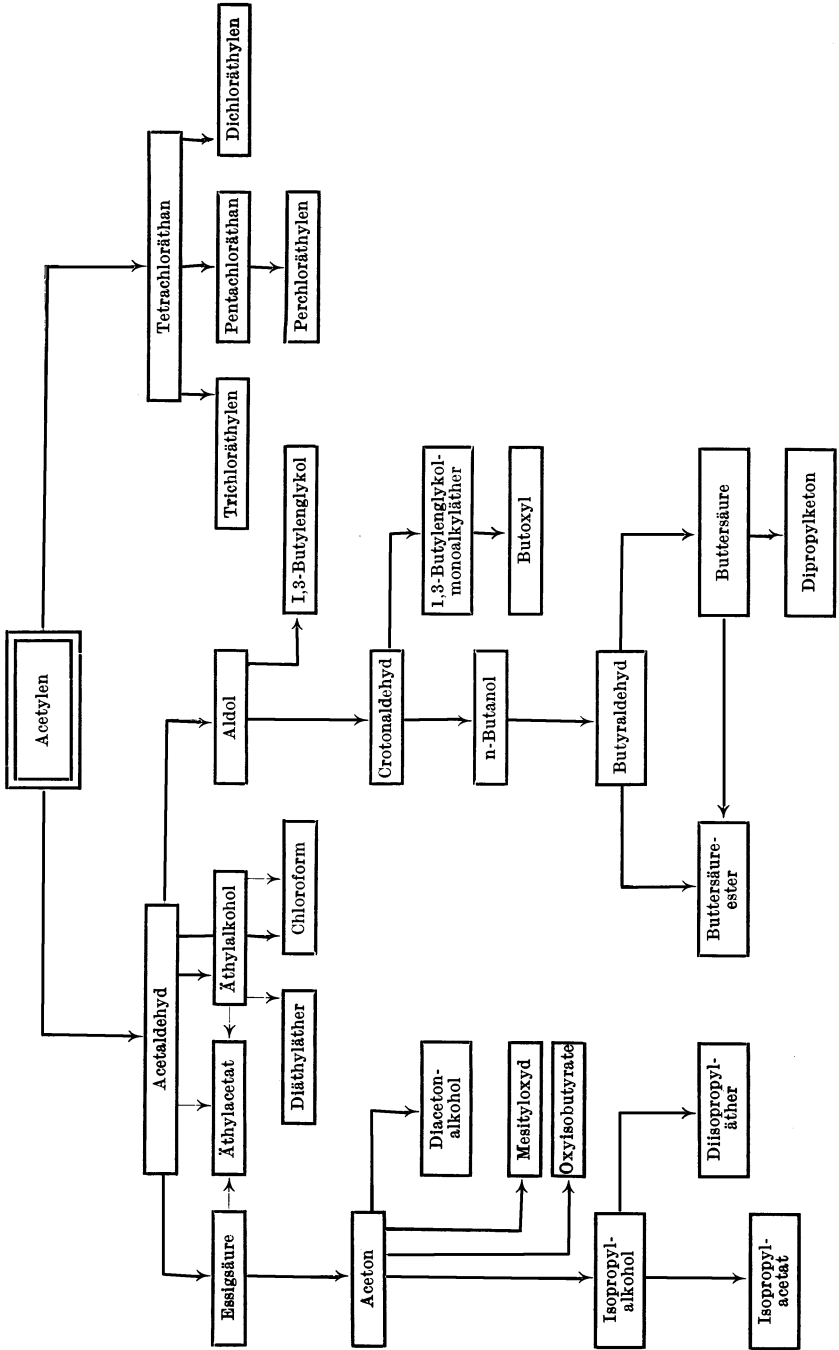 Acetylen
Acetaldehyd
Tetrachloräthan
Essigsäure
Äthylacetat
Äthylalkohol
Aldol
Trichloräthylen
Pentachloräthan
Dichloräthylen
Diäthyläther
Chloroform
1,3-Butylenglykol
Perchloräthylen
Aceton
Diaceton-
alkohol
Crotonaldehyd
1,3-Butylenglykol-
monoalkyläther
Mesityloxyd
n-Butanol
Butoxyl
Oxyisobutyrate
Isopropyl-
alkohol
Butyraldehyd
Diisopropyl-
äther
Buttersäure-
ester
Buttersäure
Isopropyl-
acetat
Dipropylketon